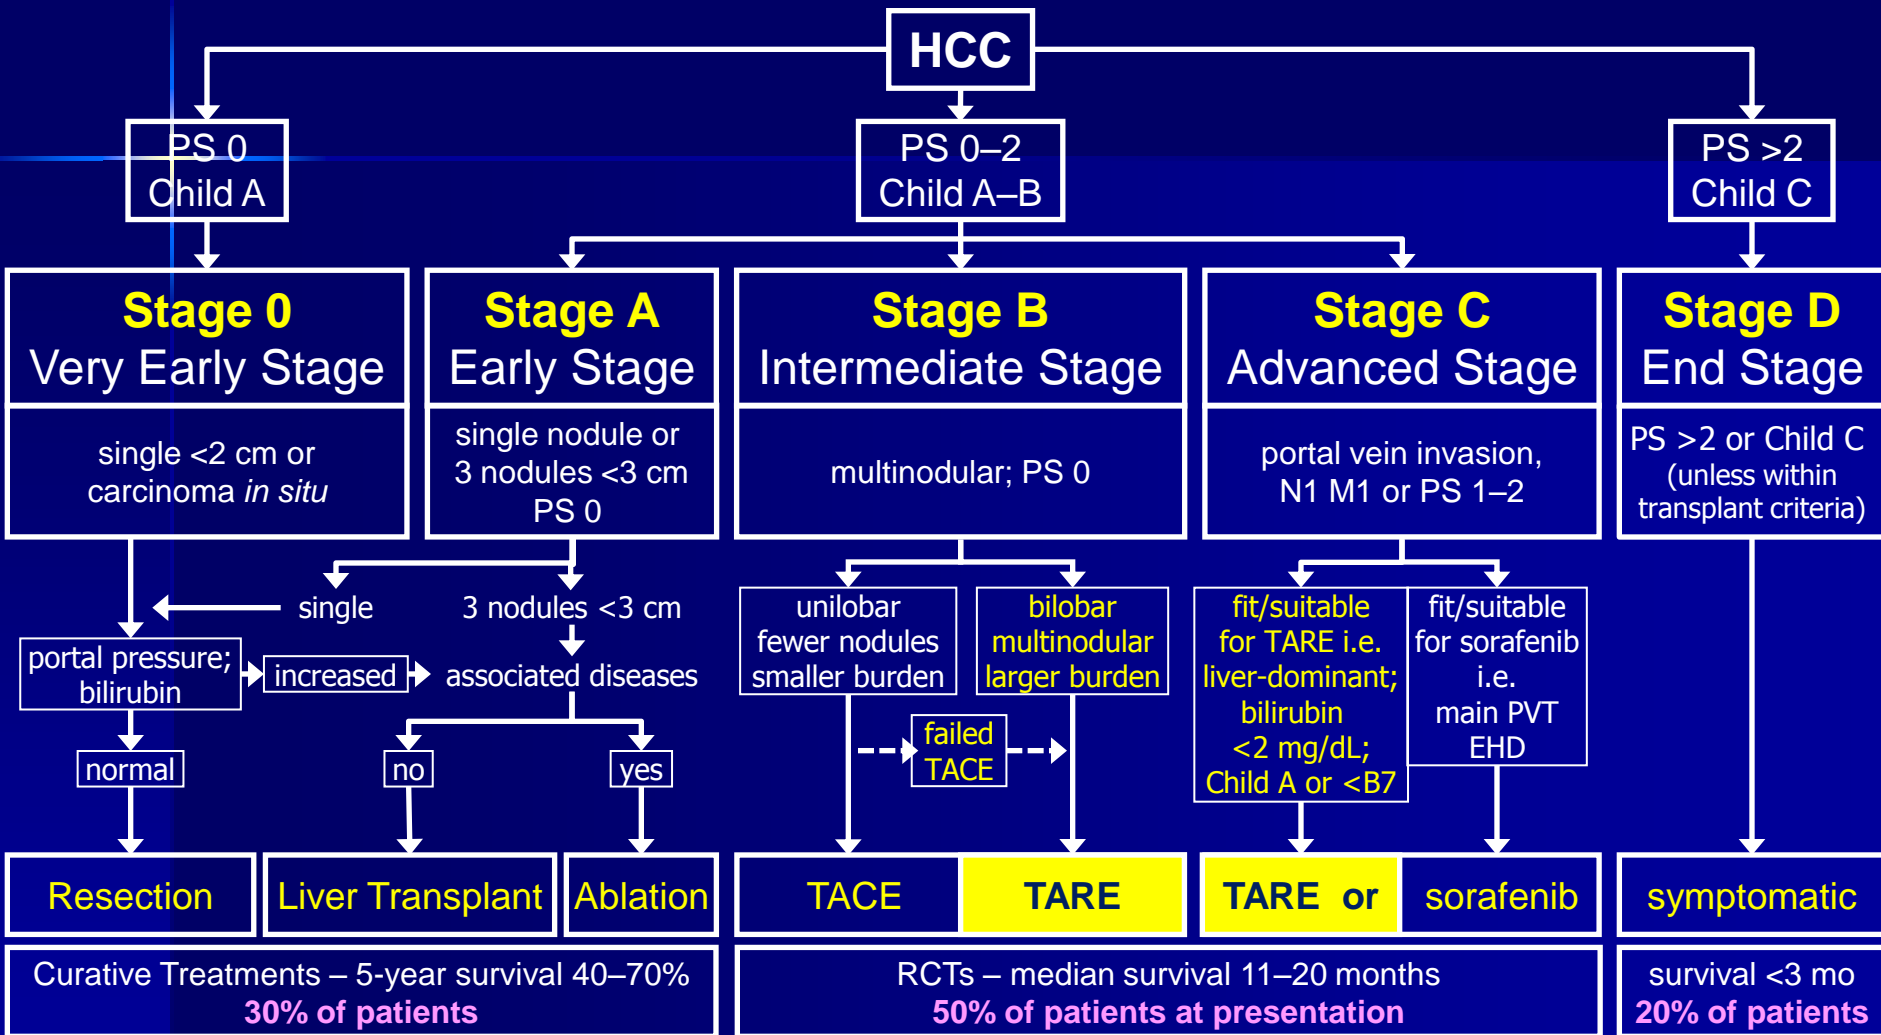 HCC
PS 0
Child A
PS 0–2
Child A–B
PS >2
Child C
Stage 0
Very Early Stage
Stage A
Early Stage
Stage B
Intermediate Stage
Stage C
Advanced Stage
Stage D
End Stage
single <2 cm or
carcinoma in situ
single nodule or
3 nodules <3 cm
PS 0
multinodular; PS 0
portal vein invasion,
N1 M1 or PS 1–2
PS >2 or Child C
(unless within
transplant criteria)
single
3 nodules <3 cm
portal pressure;
bilirubin
increased
associated diseases
normal
no
yes
unilobar
fewer nodules
smaller burden
bilobar
multinodular
larger burden
failed
TACE
fit/suitable
for TARE i.e.
liver-dominant;
bilirubin
<2 mg/dL;
Child A or <B7
fit/suitable
for sorafenib
i.e.
main PVT
EHD
Resection
Liver Transplant
Ablation
TACE
TARE
TARE or
sorafenib
symptomatic
Curative Treatments – 5-year survival 40–70%
30% of patients
RCTs – median survival 11–20 months
50% of patients at presentation
survival <3 mo
20% of patients